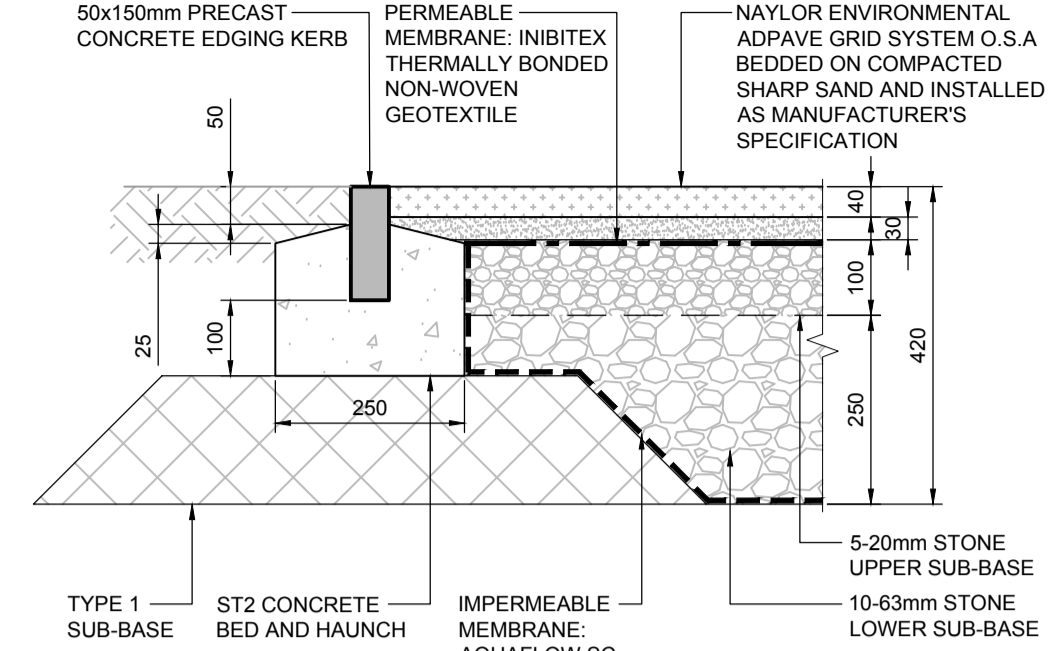 50x150mm PRECAST
CONCRETE EDGING KERB
PERMEABLE
MEMBRANE: INIBITEX
THERMALLY BONDED
NON-WOVEN
GEOTEXTILE
NAYLOR ENVIRONMENTAL
ADPAVE GRID SYSTEM O.S.A
BEDDED ON COMPACTED
SHARP SAND AND INSTALLED
AS MANUFACTURER'S
SPECIFICATION
50
25
100
250
40
30
100
250
420
5-20mm STONE
UPPER SUB-BASE
10-63mm STONE
LOWER SUB-BASE
TYPE 1
SUB-BASE
ST2 CONCRETE
BED AND HAUNCH
IMPERMEABLE
MEMBRANE:
AQUAFLOW SC